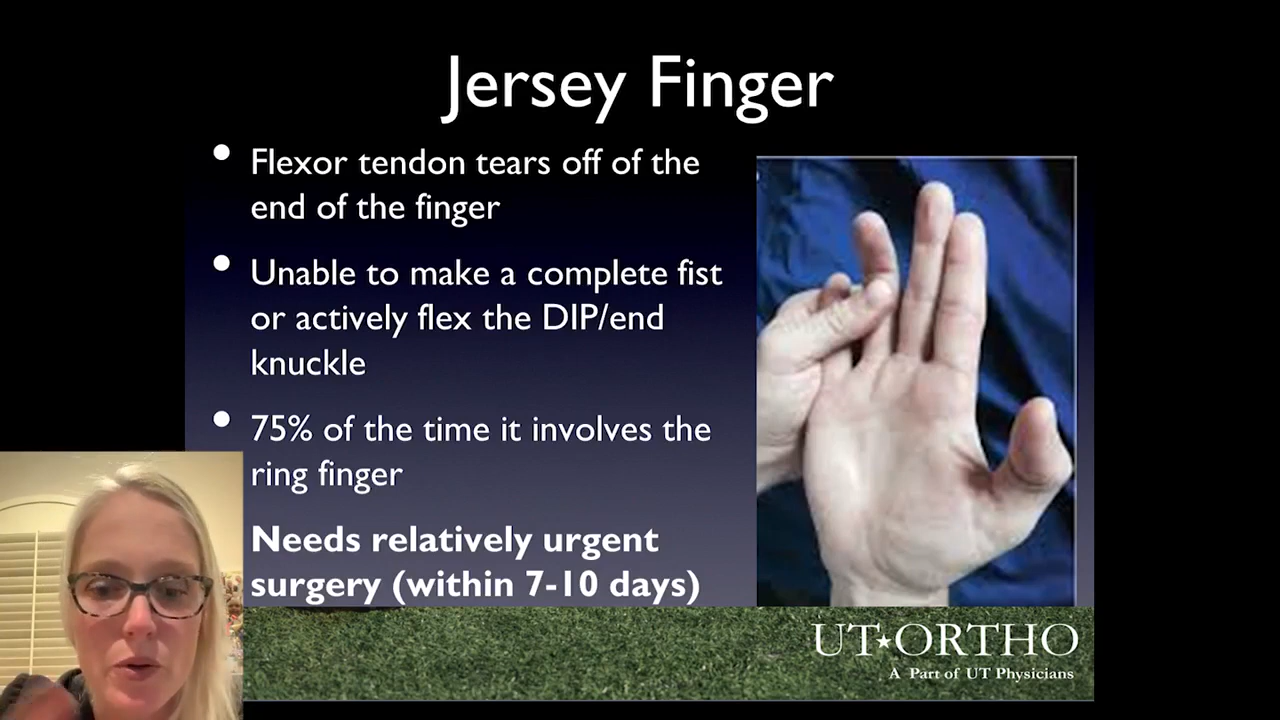 Jersey Finger
Flexor tendon tears off of the
end of the finger
Unable to make a complete fist
or actively flex the DIP/end
knuckle
75% of the time it involves the
ring finger
Needs relatively urgent
surgery (within 7-10 days)
UT★ORTHO
A Part of UT Physicians